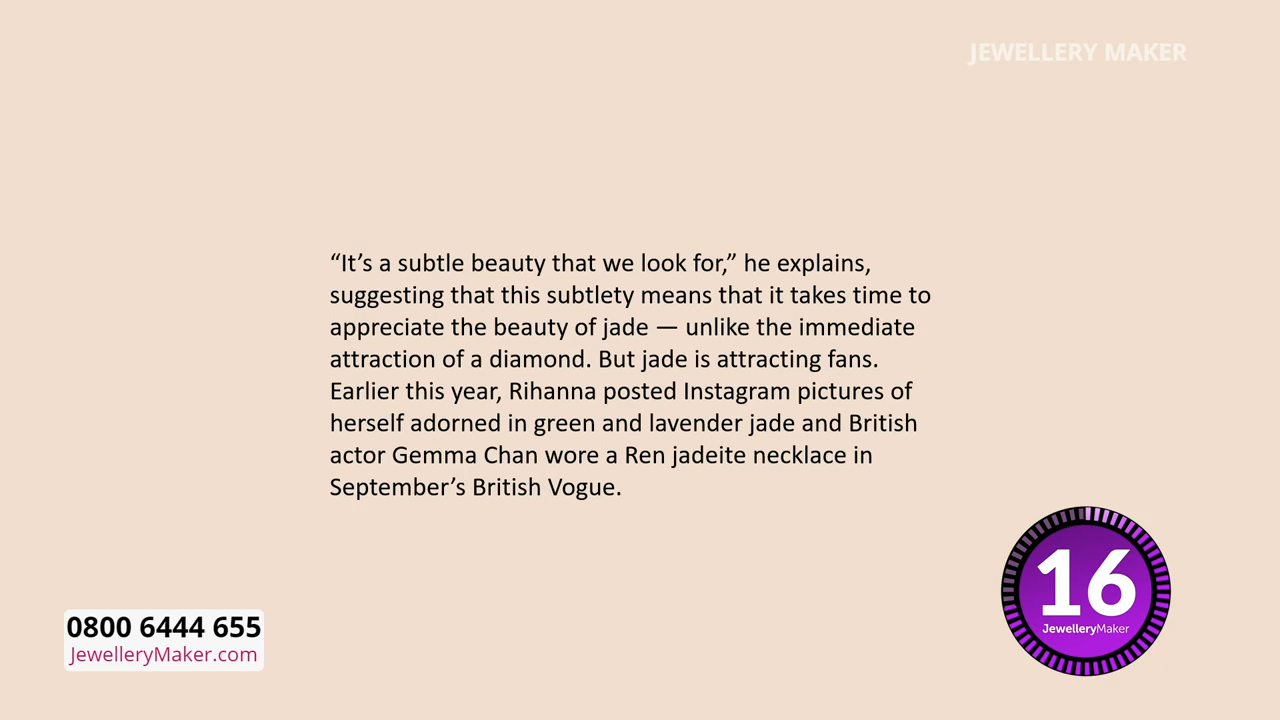 JEWELLERY MAKER
“It’s a subtle beauty that we look for,” he explains,
suggesting that this subtlety means that it takes time to
appreciate the beauty of jade — unlike the immediate
attraction of a diamond. But jade is attracting fans.
Earlier this year, Rihanna posted Instagram pictures of
herself adorned in green and lavender jade and British
actor Gemma Chan wore a Ren jadeite necklace in
September’s British Vogue.
16
JewelleryMaker
0800 6444 655
JewelleryMaker.com